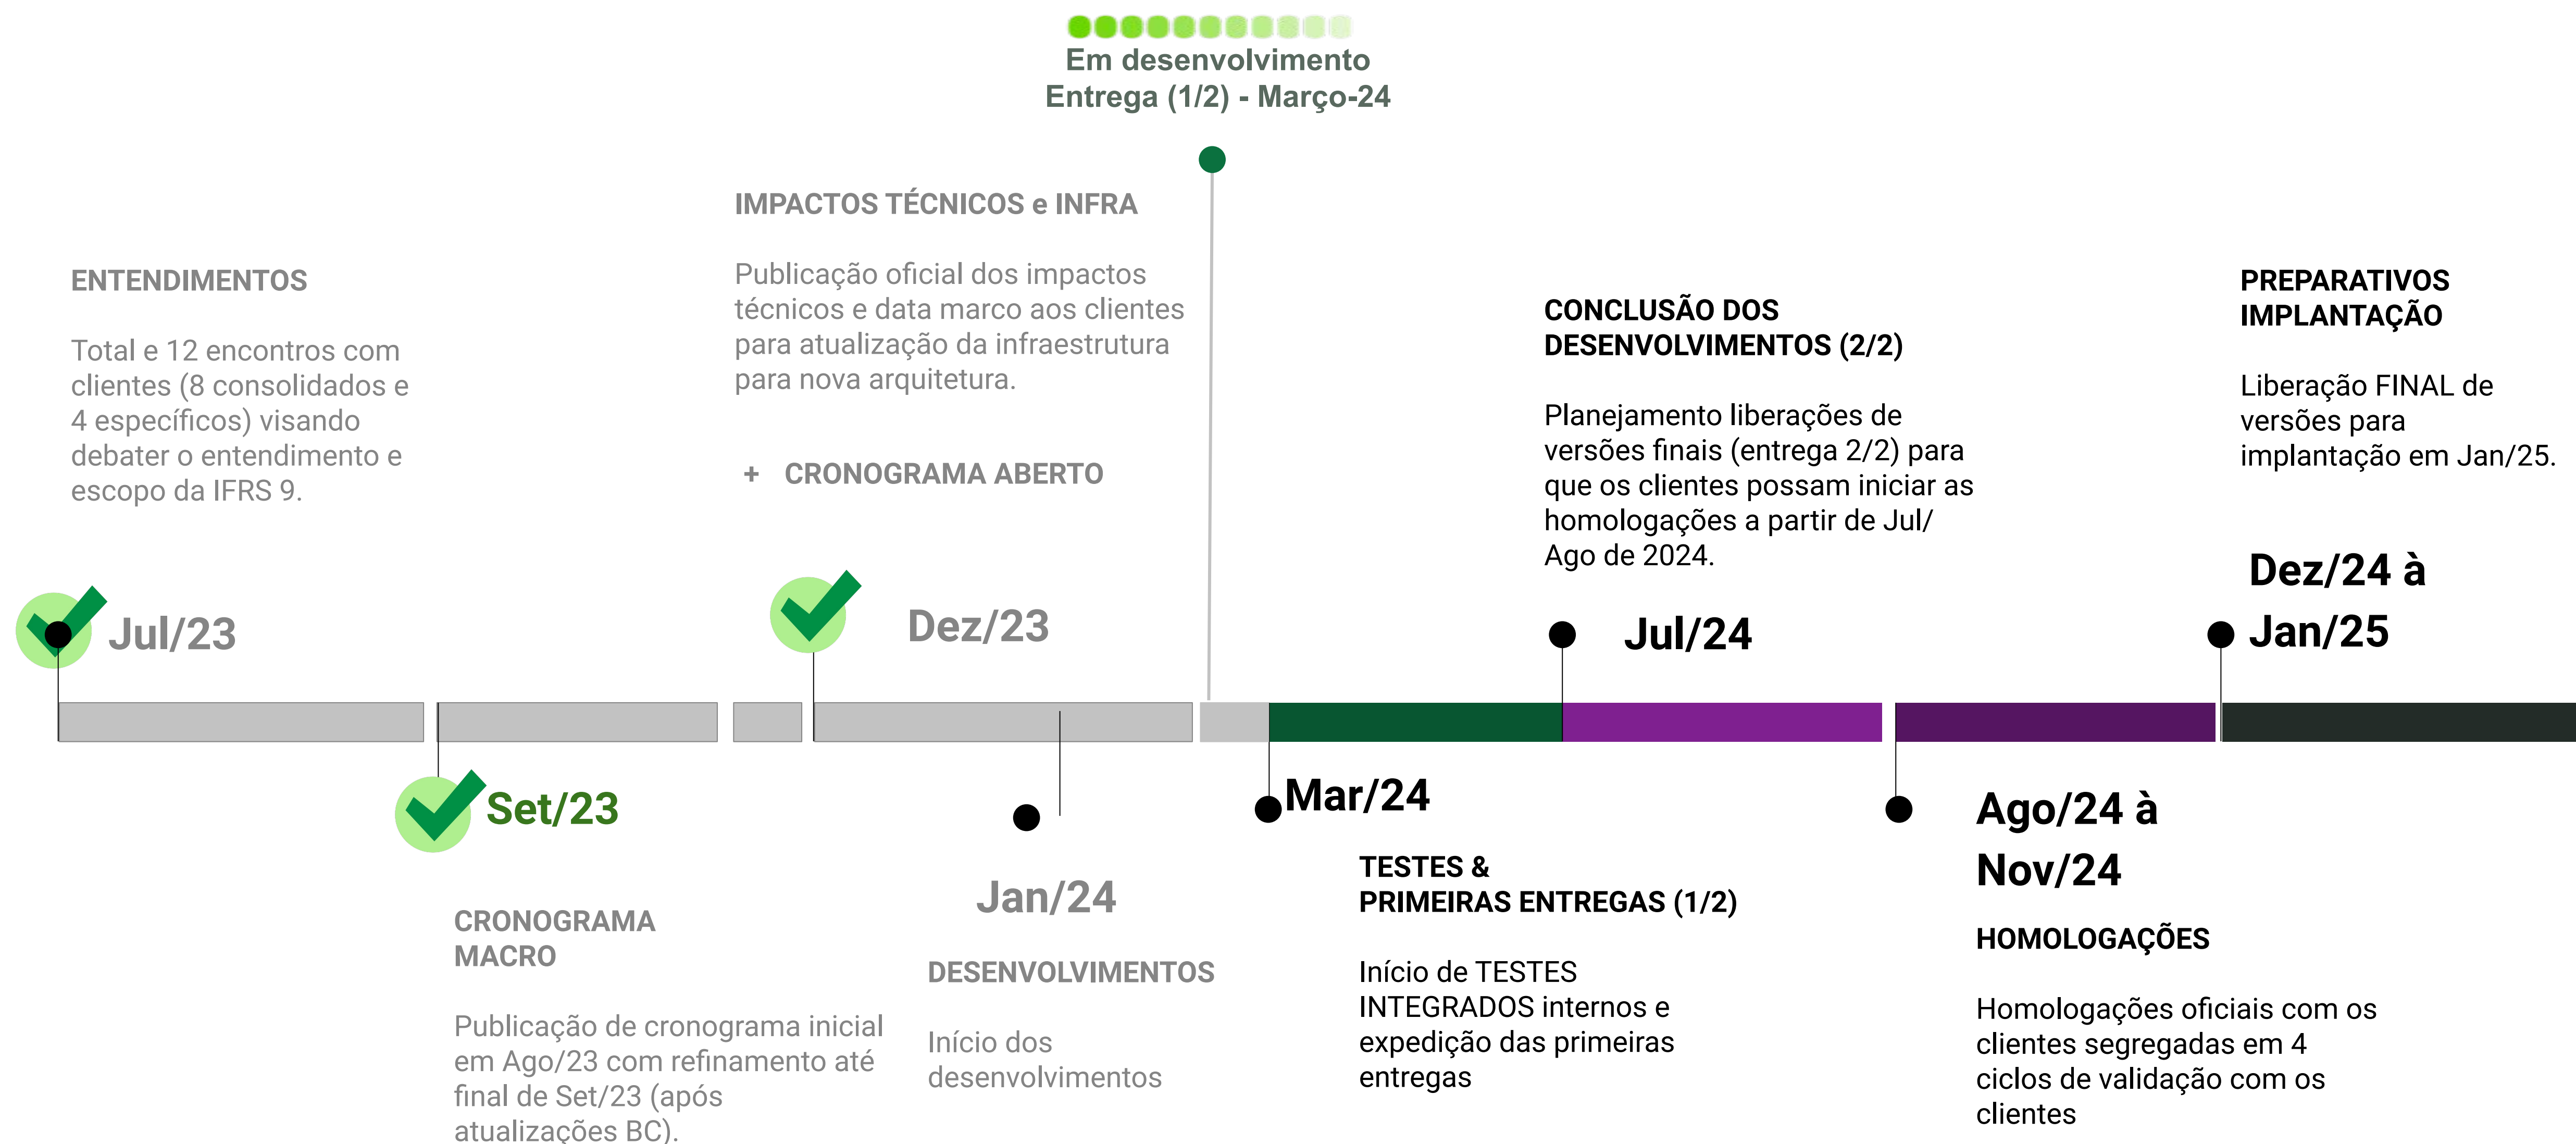 Em desenvolvimento
Entrega (1/2) - Março-24
ENTENDIMENTOS
Total e 12 encontros com
clientes (8 consolidados e
4 específicos) visando
debater o entendimento e
escopo da IFRS 9.
IMPACTOS TÉCNICOS e INFRA
Publicação oficial dos impactos
técnicos e data marco aos clientes
para atualização da infraestrutura
para nova arquitetura.
+ CRONOGRAMA ABERTO
CONCLUSÃO DOS
DESENVOLVIMENTOS (2/2)
Planejamento liberações de
versões finais (entrega 2/2) para
que os clientes possam iniciar as
homologações a partir de Jul/
Ago de 2024.
PREPARATIVOS
IMPLANTAÇÃO
Liberação FINAL de
versões para
implantação em Jan/25.
Jul/23
Dez/23
Jul/24
Dez/24 à
Jan/25
Set/23
CRONOGRAMA
MACRO
Publicação de cronograma inicial
em Ago/23 com refinamento até
final de Set/23 (após
atualizações BC).
Jan/24
DESENVOLVIMENTOS
Início dos
desenvolvimentos
Mar/24
TESTES &
PRIMEIRAS ENTREGAS (1/2)
Início de TESTES
INTEGRADOS internos e
expedição das primeiras
entregas
Ago/24 à
Nov/24
HOMOLOGAÇÕES
Homologações oficiais com os
clientes segregadas em 4
ciclos de validação com os
clientes